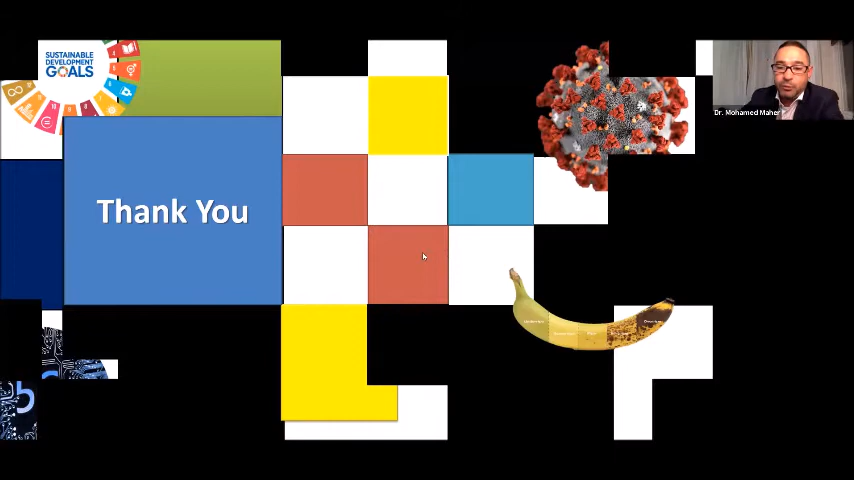 SUSTAINABLE
DEVELOPMENT
GOALS
Thank You
Dr. Mohamed Maher